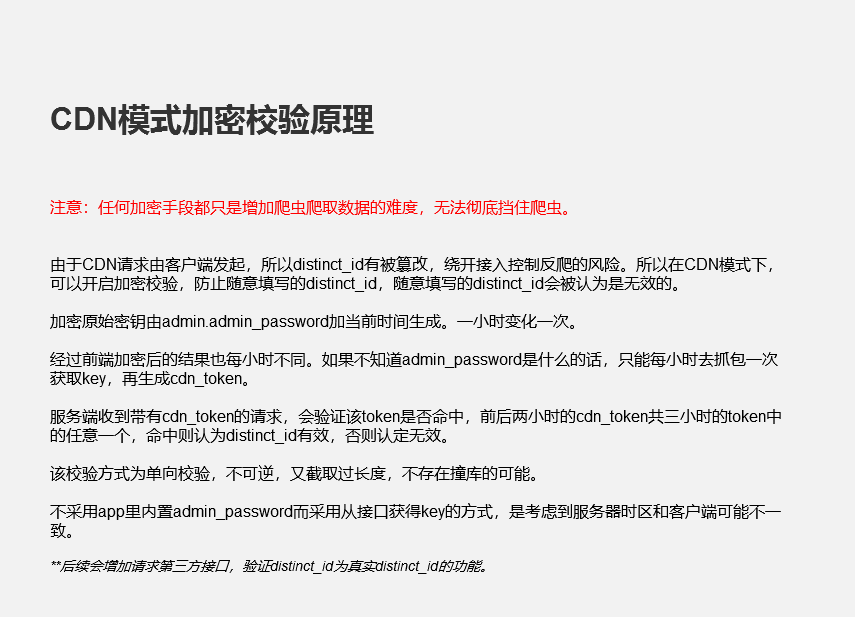 CDN模式加密校验原理
注意：任何加密手段都只是增加爬虫爬取数据的难度，无法彻底挡住爬虫。
由于CDN请求由客户端发起，所以distinct_id有被篡改，绕开接入控制反爬的风险。所以在CDN模式下，
可以开启加密校验，防止随意填写的distinct_id，随意填写的distinct_id会被认为是无效的。
加密原始密钥由admin.admin_password加当前时间生成。一小时变化一次。
经过前端加密后的结果也每小时不同。如果不知道admin_password是什么的话，只能每小时去抓包一次
获取key，再生成cdn_token。
服务端收到带有cdn_token的请求，会验证该token是否命中，前后两小时的cdn_token共三小时的token中
的任意一个，命中则认为distinct_id有效，否则认定无效。
该校验方式为单向校验，不可逆，又截取过长度，不存在撞库的可能。
不采用app里内置admin_password而采用从接口获得key的方式，是考虑到服务器时区和客户端可能不一
致。
**后续会增加请求第三方接口，验证distinct_id为真实distinct_id的功能。